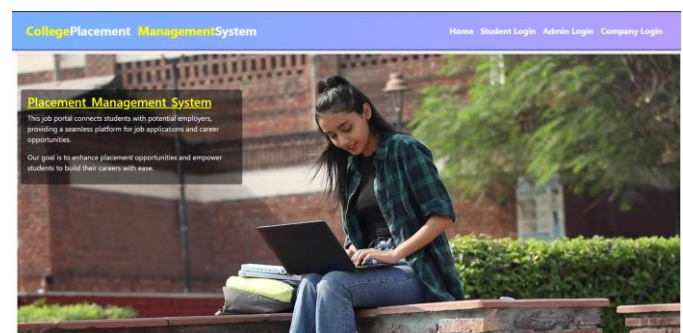 CollegePlacement ManagementSystem
Home Student Login Admin Login Company Login
Placement Management System
This job portal connects students with potential employers,
providing a seamless platform for job applications and career
opportunities.
Our goal is to enhance placement opportunities and empower
students to build their careers with ease.